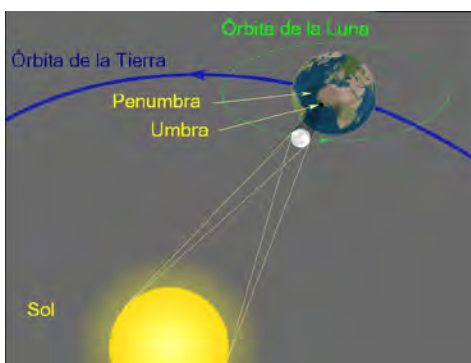 Órbita de la Luna
Órbita de la Tierra
Penumbra
Umbra
Sol